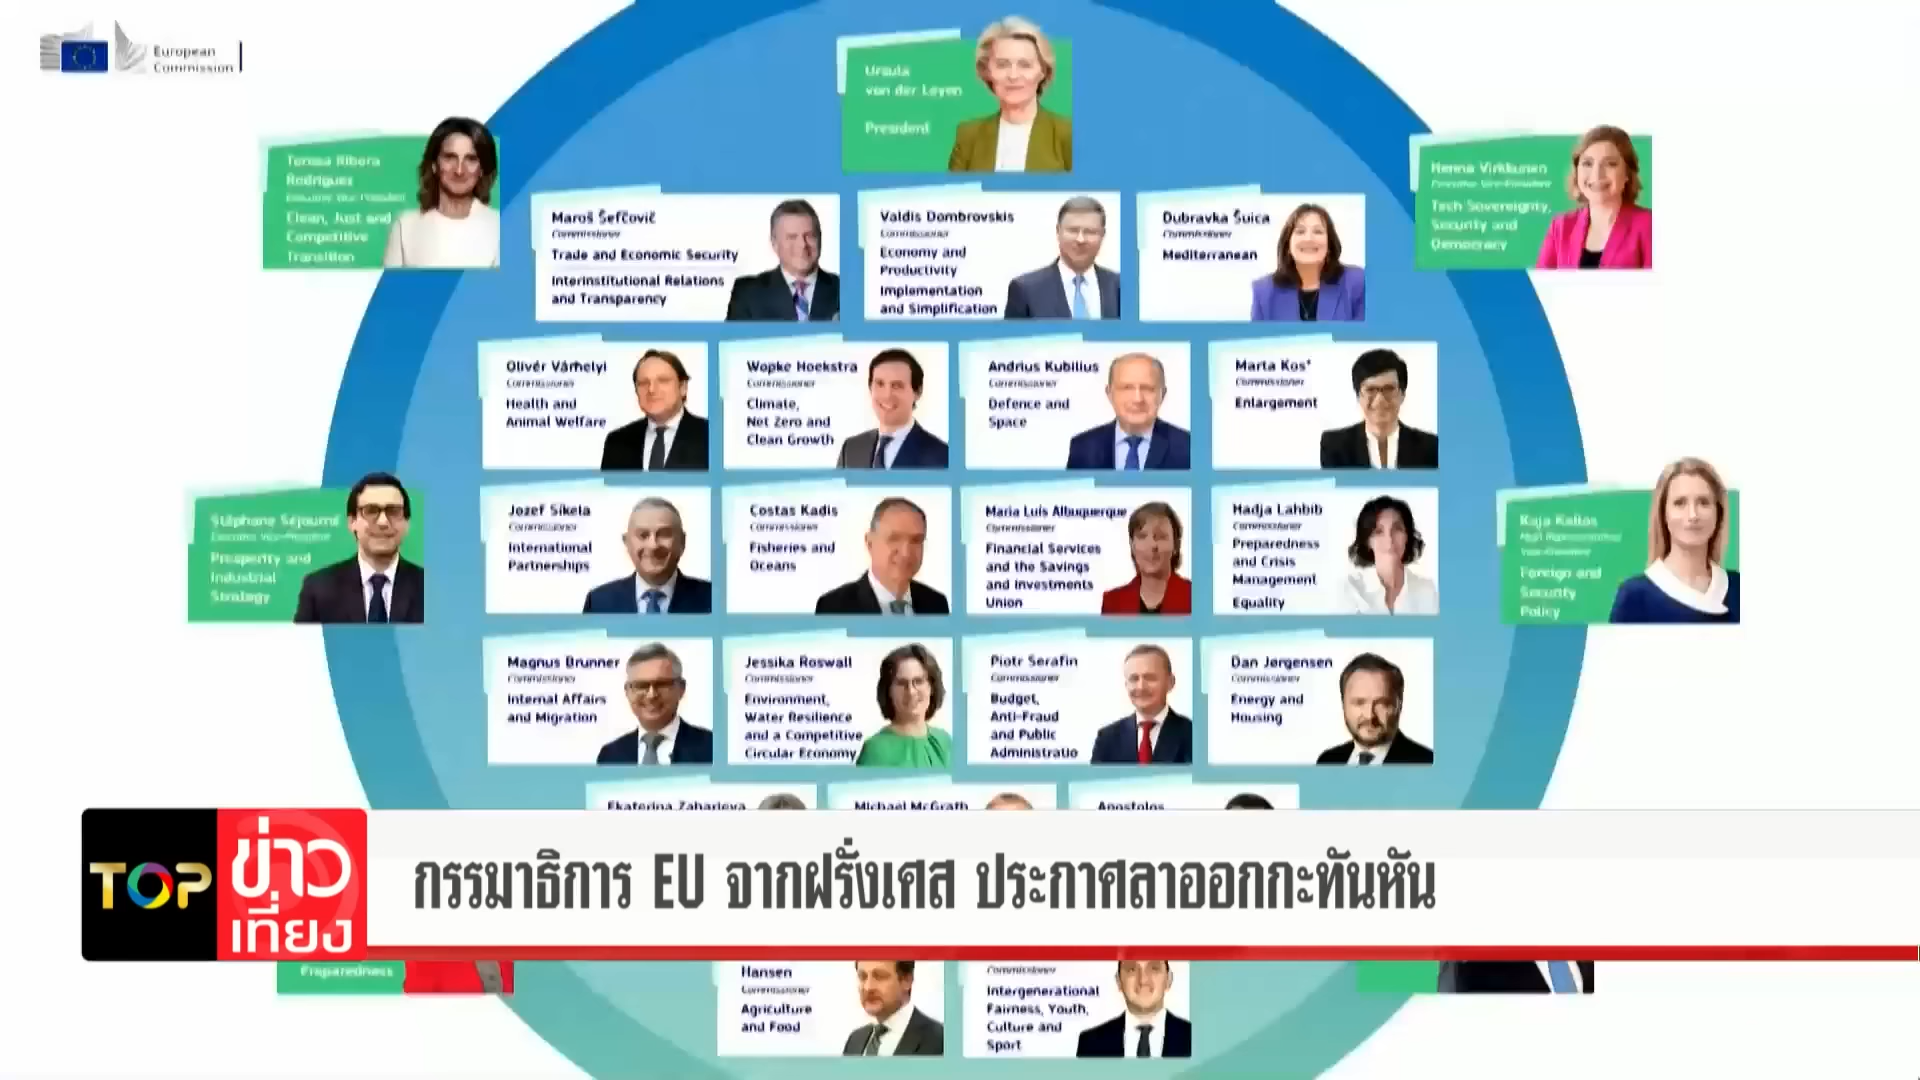 European
Commission
Ursula
von der Leyen
President
Teresa Ribera
Rodríguez
Executive Vice-President
Clean, Just and
Competitive
Transition
Henna Virkkunen
Executive Vice-President
Tech Sovereignty,
Security and
Democracy
Maroš Šefčovič
Commissioner
Trade and Economic Security
Interinstitutional Relations
and Transparency
Valdis Dombrovskis
Commissioner
Economy and
Productivity
Implementation
and Simplification
Dubravka Šuica
Commissioner
Mediterranean
Olivér Várhelyi
Commissioner
Health and
Animal Welfare
Wopke Hoekstra
Commissioner
Climate,
Net Zero and
Clean Growth
Andrius Kubilius
Commissioner
Defence and
Space
Marta Kos*
Commissioner
Enlargement
Stéphane Séjourné
Executive Vice-President
Prosperity and
Industrial
Strategy
Jozef Síkela
Commissioner
International
Partnerships
Costas Kadis
Commissioner
Fisheries and
Oceans
Maria Luís Albuquerque
Commissioner
Financial Services
and the Savings
and Investments
Union
Hadja Lahbib
Commissioner
Preparedness
and Crisis
Management
Equality
Kaja Kallas
High Representative
Vice-President
Foreign and
Security
Policy
Magnus Brunner
Commissioner
Internal Affairs
and Migration
Jessika Roswall
Commissioner
Environment,
Water Resilience
and a Competitive
Circular Economy
Piotr Serafin
Commissioner
Budget,
Anti-Fraud
and Public
Administratio
Dan Jørgensen
Commissioner
Energy and
Housing
Ekaterina Zaharieva
Michael McGrath
Apostolos
TOP
ข่าว
เที่ยง
กรรมาธิการ EU จากฝรั่งเศส ประกาศลาออกกะทันหัน
Preparedness
Hansen
Commissioner
Agriculture
and Food
Commissioner
Intergenerational
Fairness, Youth,
Culture and
Sport